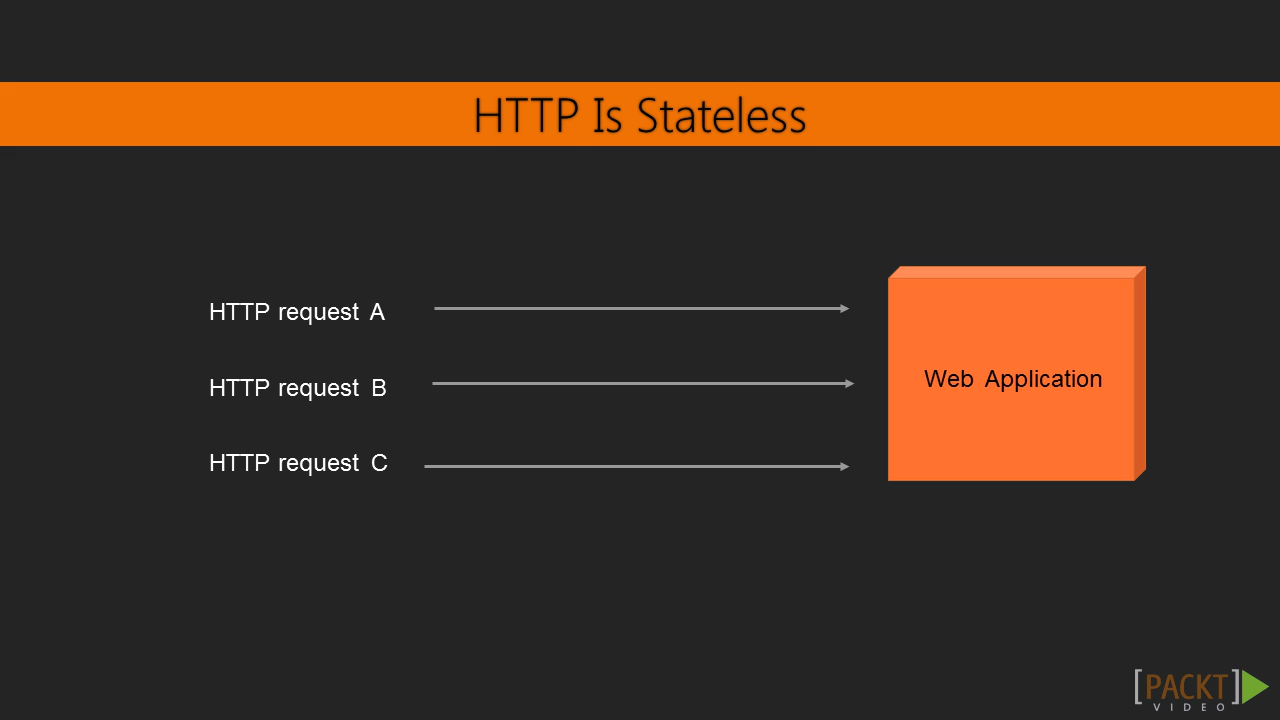 HTTP Is Stateless
HTTP request A
HTTP request B
Web Application
HTTP request C
[PACKT]
VIDEO